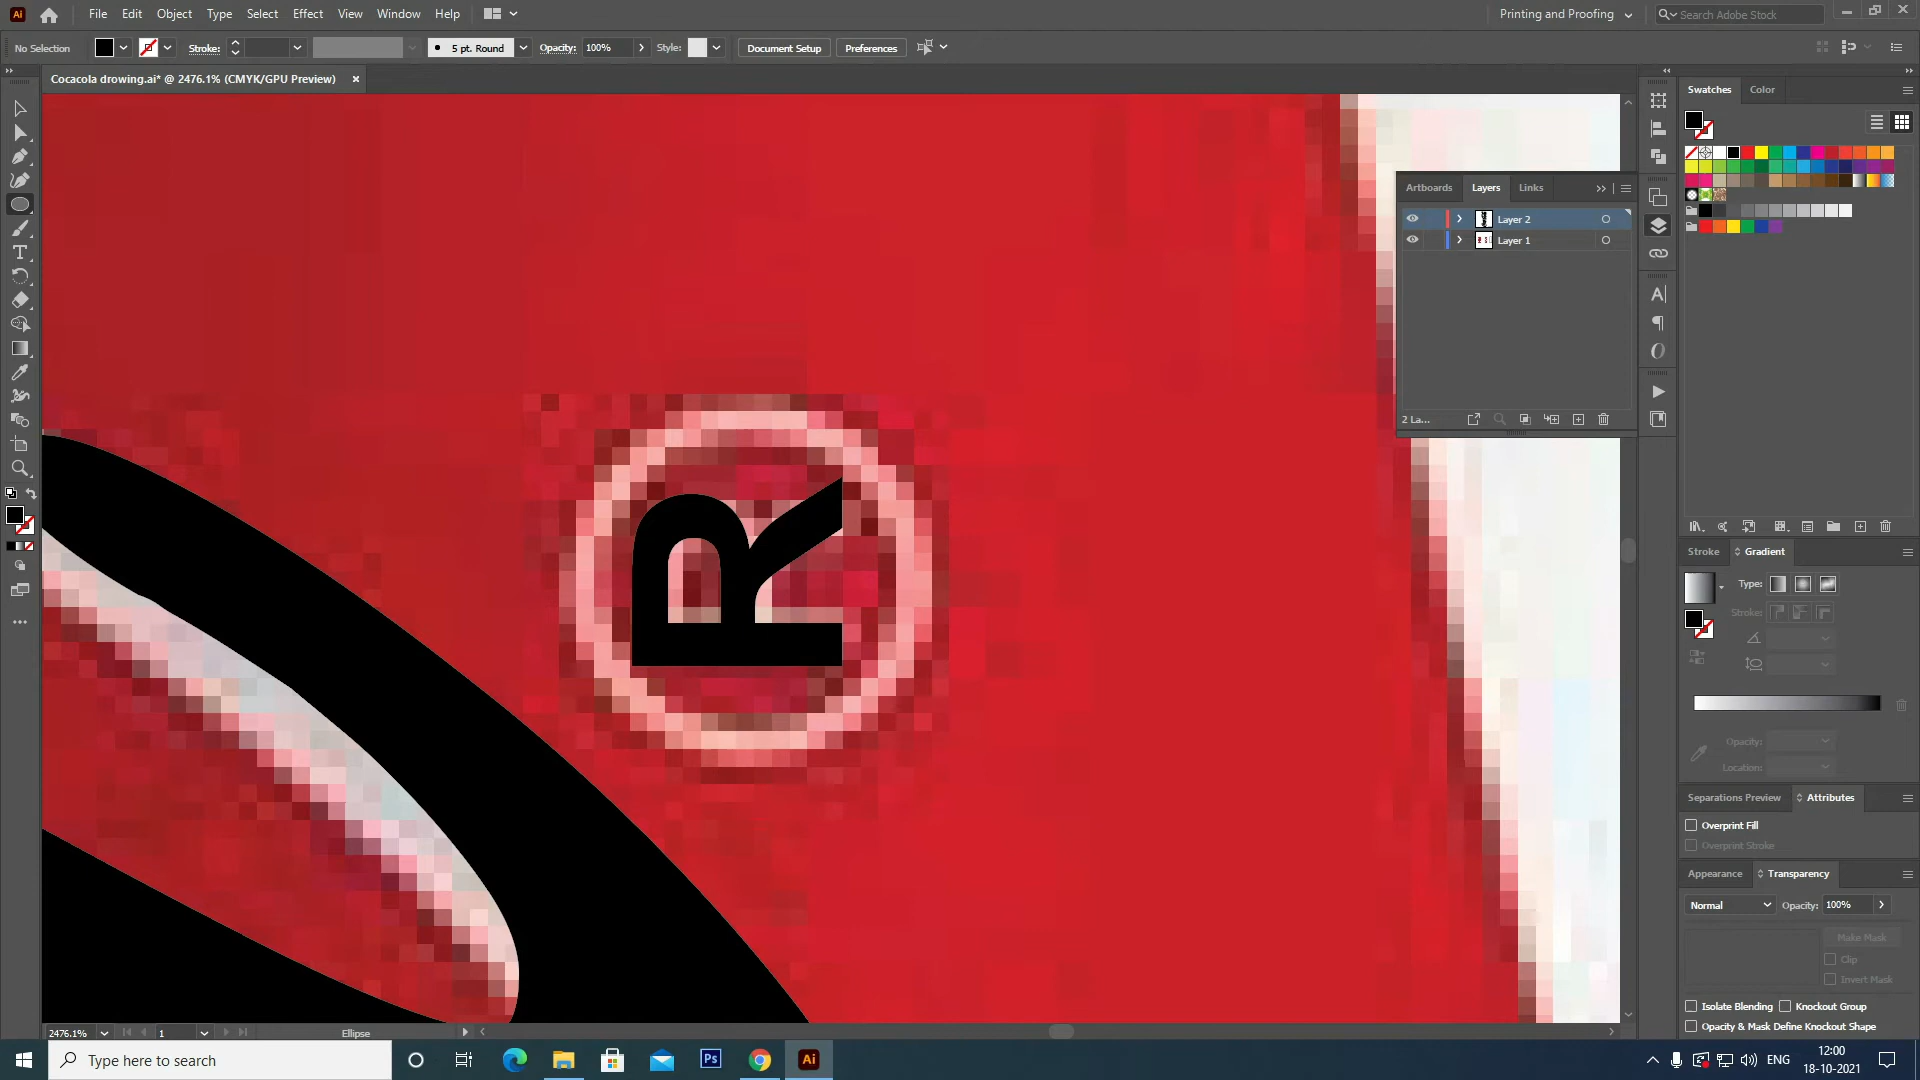 Ai File Edit Object Type Select Effect View Window Help Printing and Proofing Search Adobe Stock
No Selection Stroke: 5 pt. Round Opacity: 100% Style: Document Setup Preferences
Cocacola drowing.ai* @ 2476.1% (CMYK/GPU Preview) ×
Swatches Color
Artboards Layers Links
Layer 2
Layer 1
2 La...
R
Stroke Gradient
Type:
Stroke:
Opacity:
Location:
Separations Preview Attributes
Overprint Fill
Overprint Stroke
Appearance Transparency
Normal Opacity: 100%
Make Mask
Clip
Invert Mask
Isolate Blending Knockout Group
Opacity & Mask Define Knockout Shape
2476.1% 1 Ellipse
Type here to search Ps Ai ENG 12:00
18-10-2021